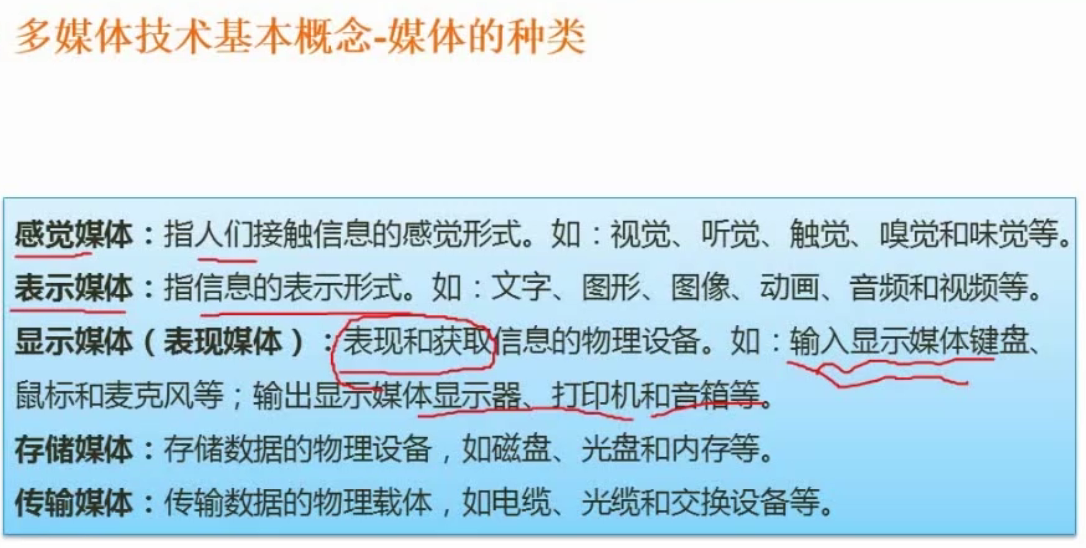 多媒体技术基本概念-媒体的种类
感觉媒体：指人们接触信息的感觉形式。如：视觉、听觉、触觉、嗅觉和味觉等。
表示媒体：指信息的表示形式。如：文字、图形、图像、动画、音频和视频等。
显示媒体（表现媒体）：表现和获取信息的物理设备。如：输入显示媒体键盘、
鼠标和麦克风等；输出显示媒体显示器、打印机和音箱等。
存储媒体：存储数据的物理设备，如磁盘、光盘和内存等。
传输媒体：传输数据的物理载体，如电缆、光缆和交换设备等。